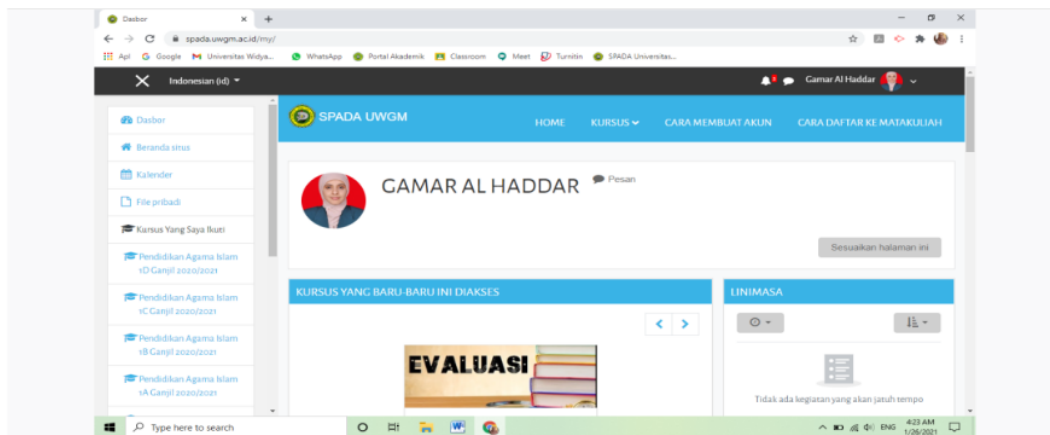 Dasbor
spada.uwgm.ac.id/my/
Apl Google Universitas Widya... WhatsApp Portal Akademik Classroom Meet Turnitin SPADA Universitas...
Indonesian (id)
Gamar Al Haddar
Dasbor
Beranda situs
Kalender
File pribadi
Kursus Yang Saya Ikuti
Pendidikan Agama Islam
1D Ganjil 2020/2021
Pendidikan Agama Islam
1C Ganjil 2020/2021
Pendidikan Agama Islam
1B Ganjil 2020/2021
Pendidikan Agama Islam
1A Ganjil 2020/2021
SPADA UWGM
HOME KURSUS CARA MEMBUAT AKUN CARA DAFTAR KE MATAKULIAH
GAMAR AL HADDAR
Pesan
Sesuaikan halaman ini
KURSUS YANG BARU-BARU INI DIAKSES
EVALUASI
LINIMASA
Tidak ada kegiatan yang akan jatuh tempo
Type here to search
ENG
4:23 AM
1/26/2021